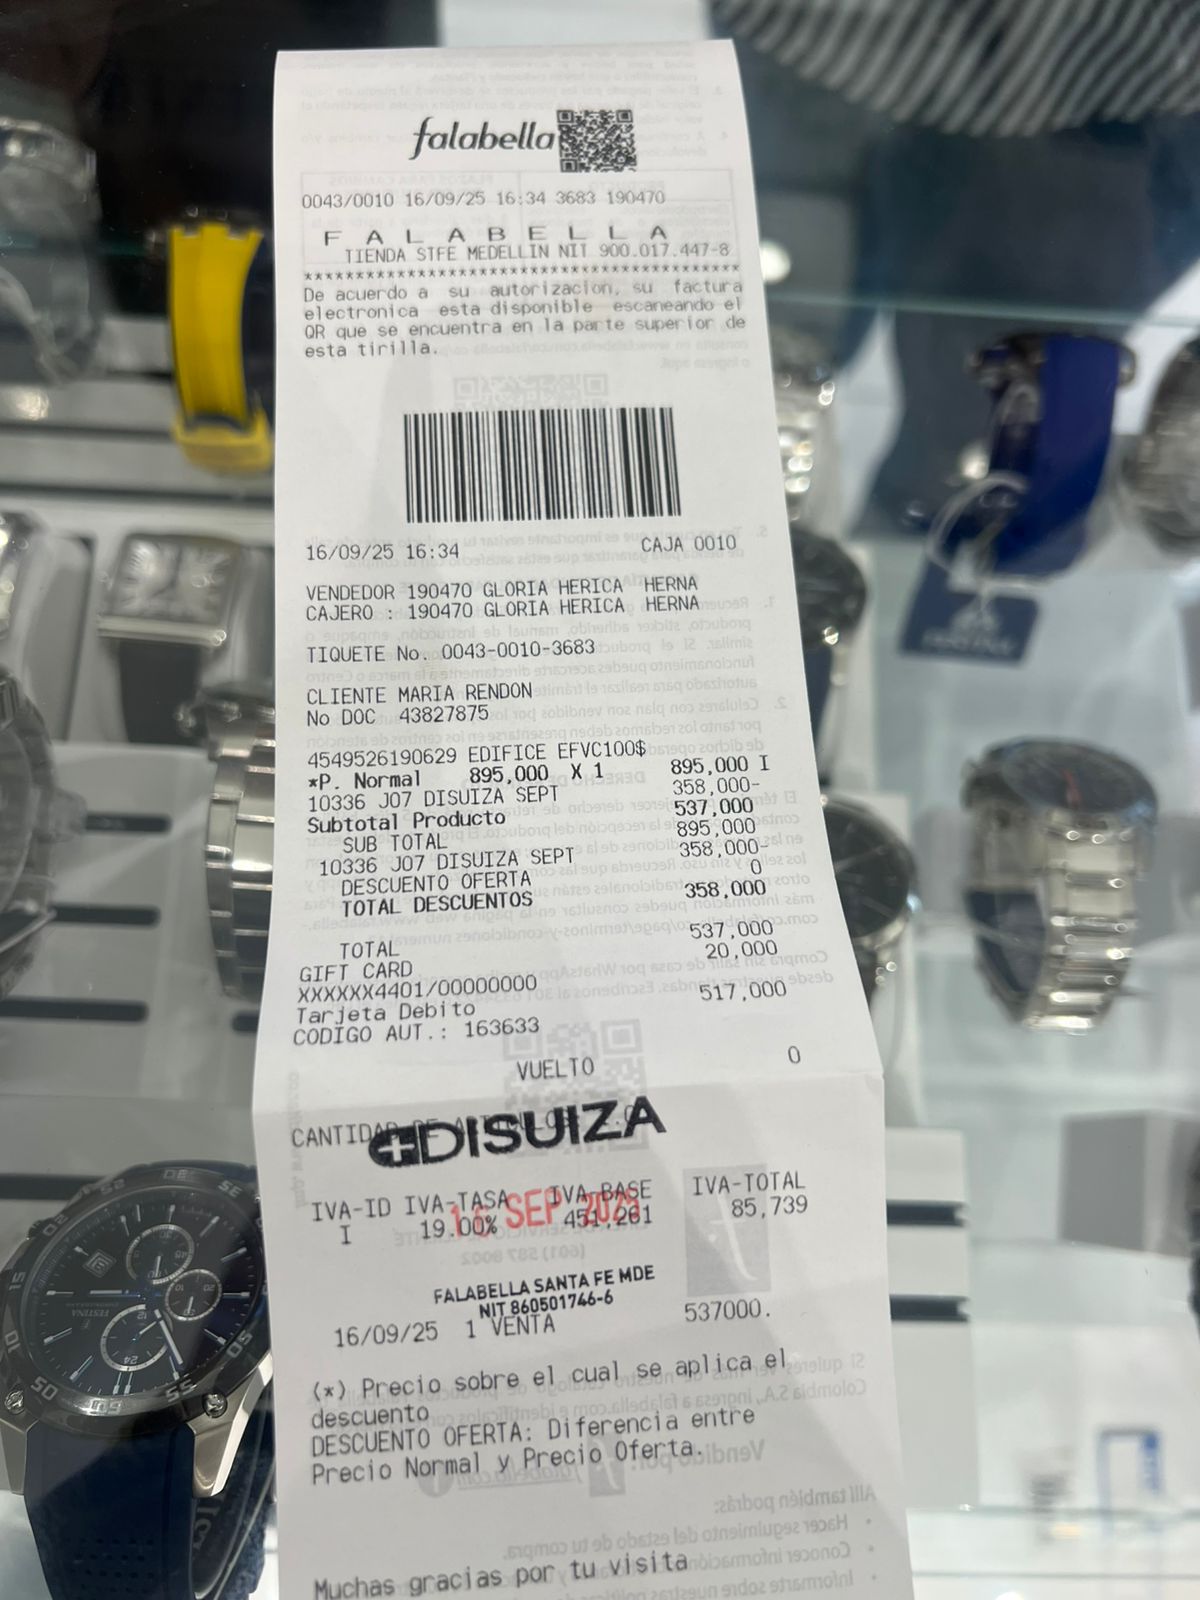 falabella
0043/0010 16/09/25 16:34 3683 190470
F A L A B E L L A
TIENDA STFE MEDELLIN NIT 900.017.447-8
******************************************
De acuerdo a su autorizacion, su factura
electronica esta disponible escaneando el
QR que se encuentra en la parte superior de
esta tirilla.
16/09/25 16:34 CAJA 0010
VENDEDOR 190470 GLORIA HERICA HERNA
CAJERO : 190470 GLORIA HERICA HERNA
TIQUETE No. 0043-0010-3683
CLIENTE MARIA RENDON
No DOC 43827875
4549526190629 EDIFICE EFVC100$
*P. Normal 895,000 X 1 895,000 I
10336 J07 DISUIZA SEPT 358,000-
Subtotal Producto 537,000
SUB TOTAL 895,000
10336 J07 DISUIZA SEPT 358,000-
DESCUENTO OFERTA 0
TOTAL DESCUENTOS 358,000
TOTAL 537,000
GIFT CARD 20,000
XXXXXX4401/00000000
Tarjeta Debito 517,000
CODIGO AUT.: 163633
VUELTO 0
CANTIDAD DE
DISUIZA
IVA-ID IVA-TASA IVA-BASE IVA-TOTAL
I 19.00% 451,261 85,739
16 SEP 2025
FALABELLA SANTA FE MDE
NIT 860501746-6
16/09/25 1 VENTA 537000.
(*) Precio sobre el cual se aplica el
descuento
DESCUENTO OFERTA: Diferencia entre
Precio Normal y Precio Oferta.
Muchas gracias por tu visita
FESTINA